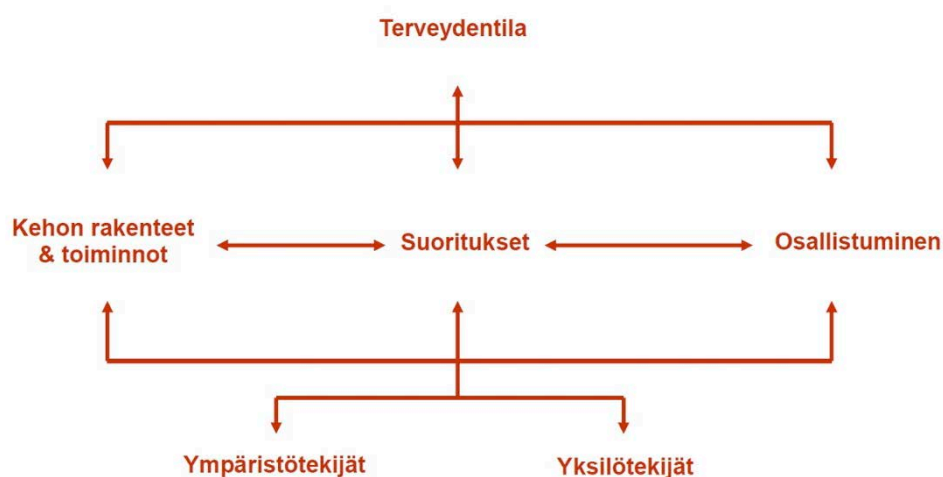 Terveydentila
Kehon rakenteet
& toiminnot
Suoritukset
Osallistuminen
Ympäristötekijät
Yksilötekijät